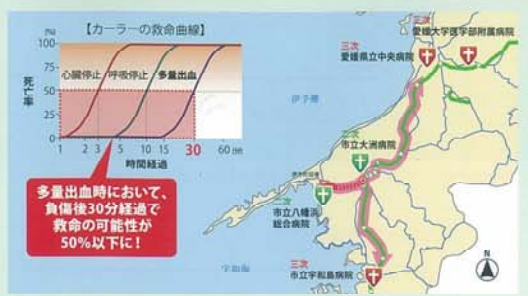 【カーラーの救命曲線】
100
75
50
25
0
死亡率
(%)
心臓停止
呼吸停止
多量出血
1
2
3
5
10
15
30
60
(分)
時間経過
多量出血時において、
負傷後30分経過で
救命の可能性が
50%以下に!
三次
愛媛大学医学部附属病院
三次
愛媛県立中央病院
伊予灘
二次
市立大洲病院
二次
市立八幡浜
総合病院
宇和海
三次
市立宇和島病院
N